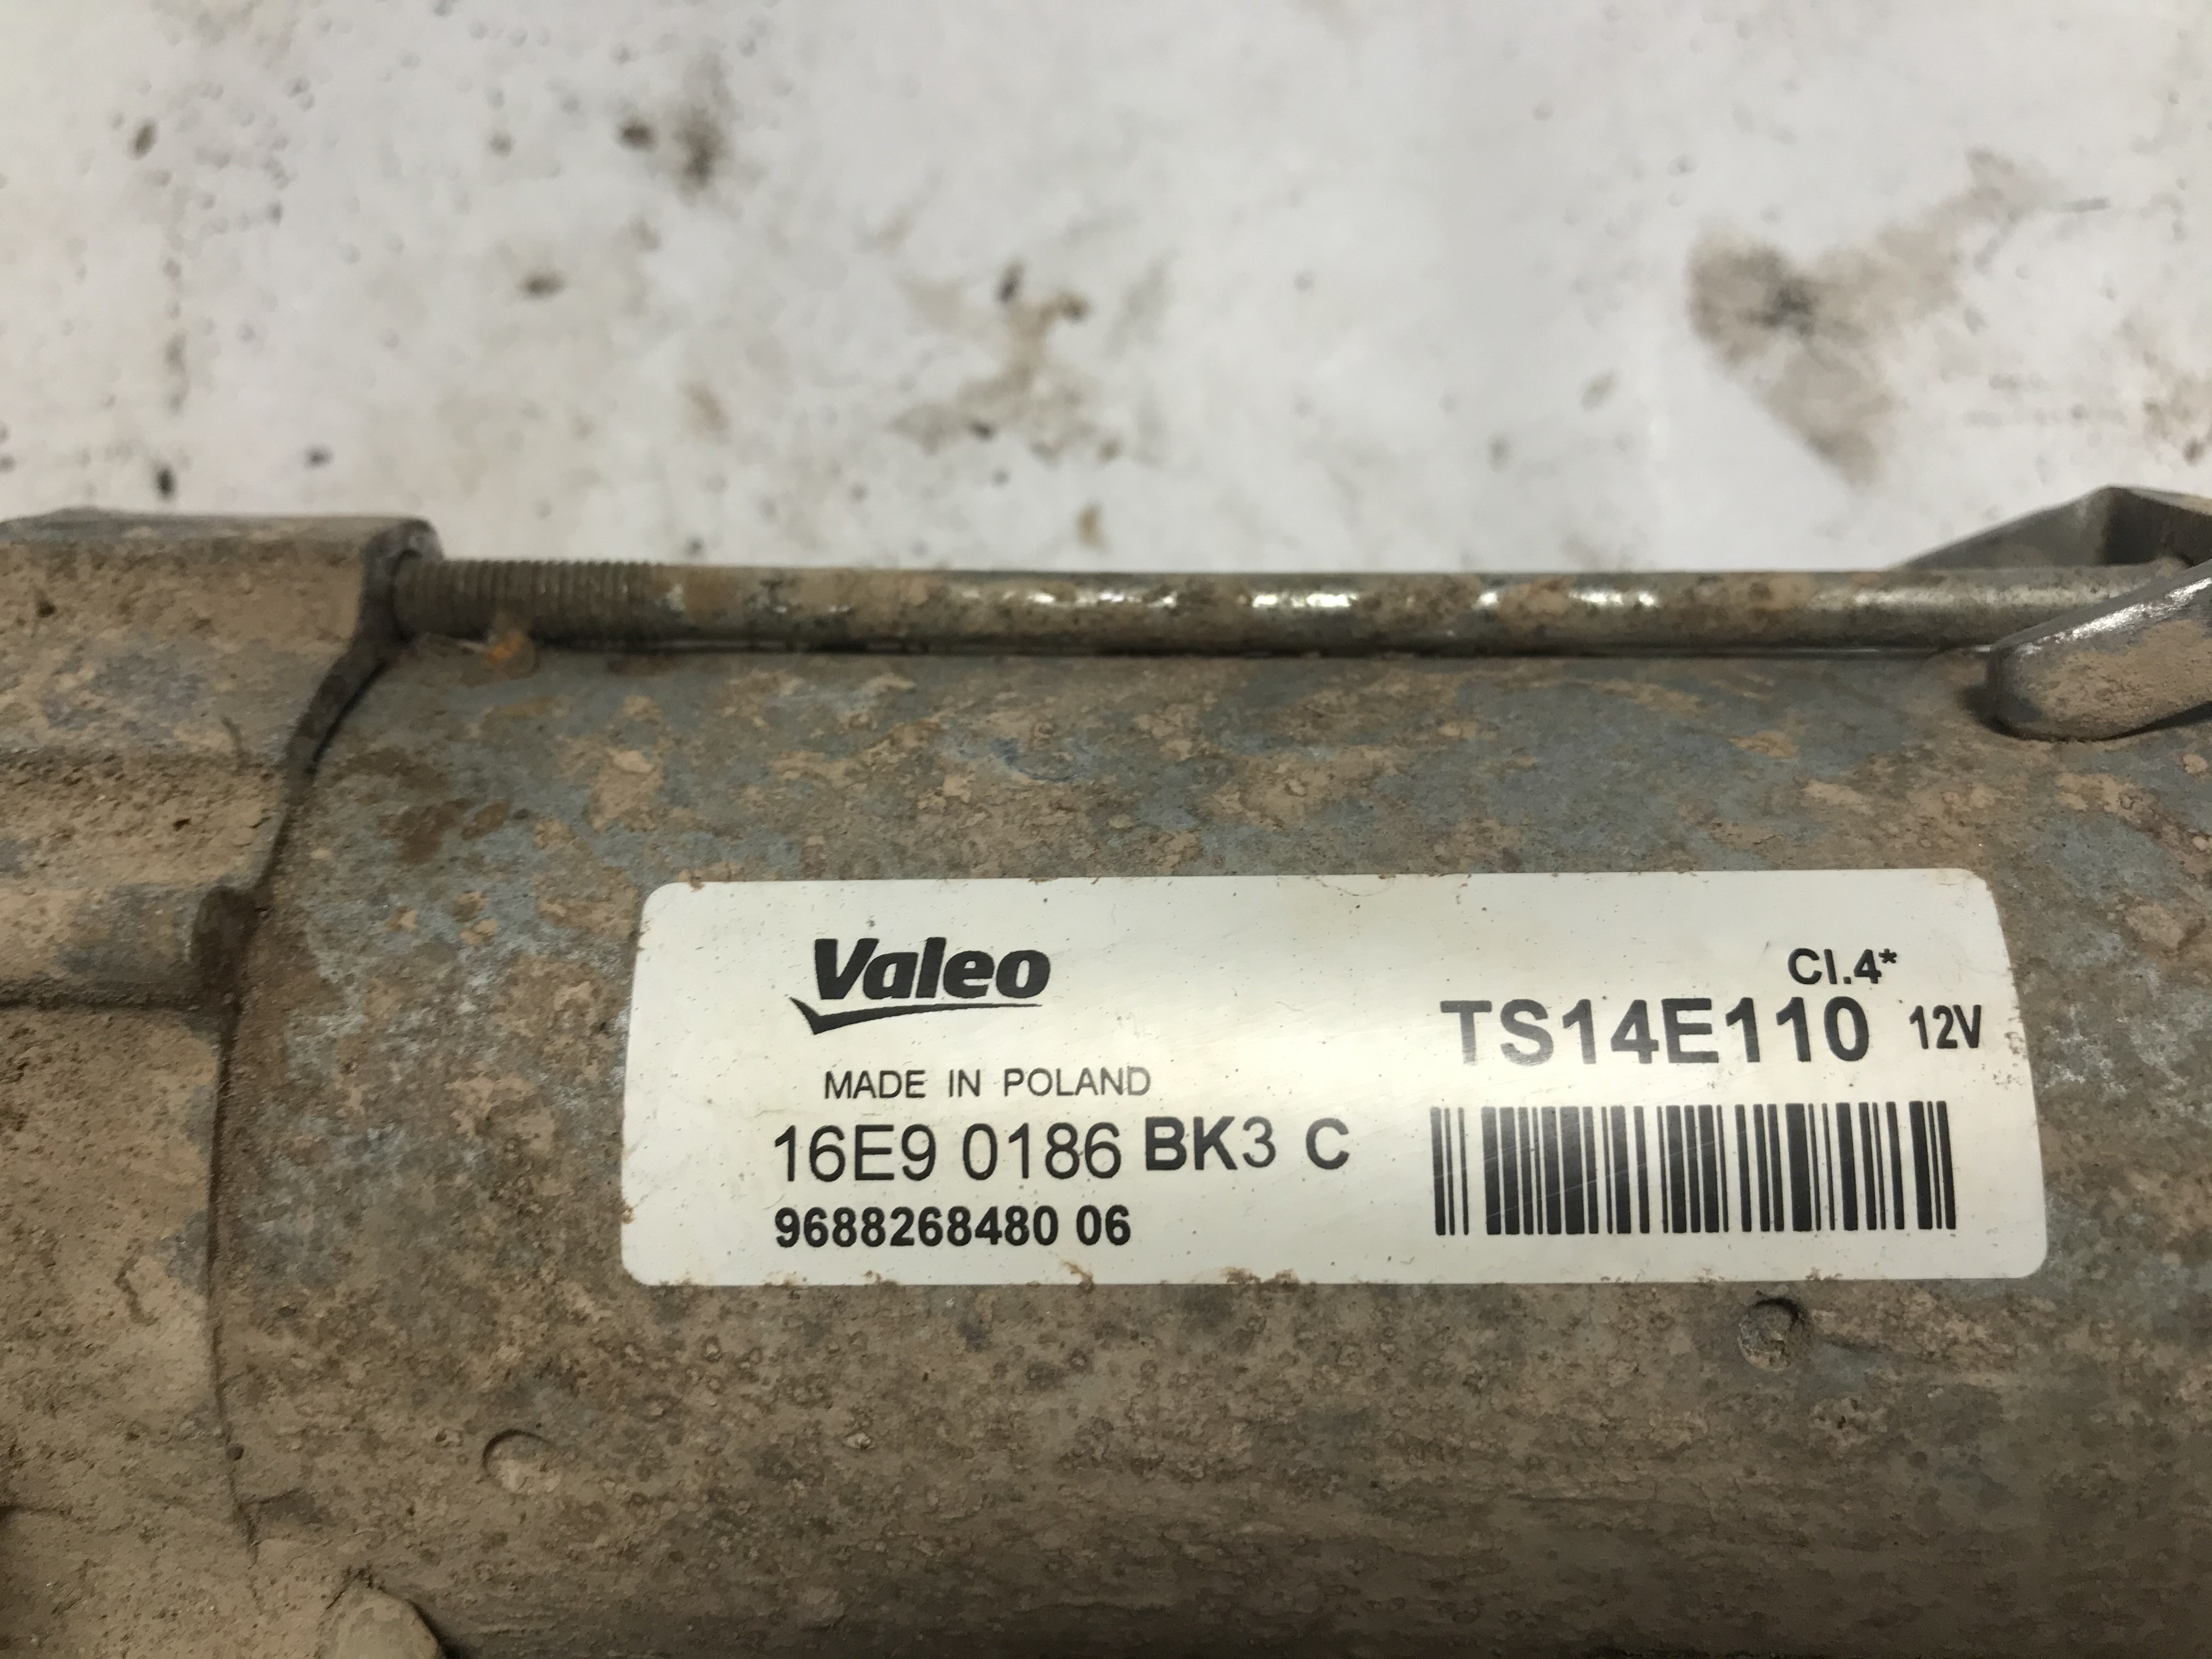 Valeo
Cl.4*
TS14E110 12V
MADE IN POLAND
16E9 0186 BK3 C
9688268480 06